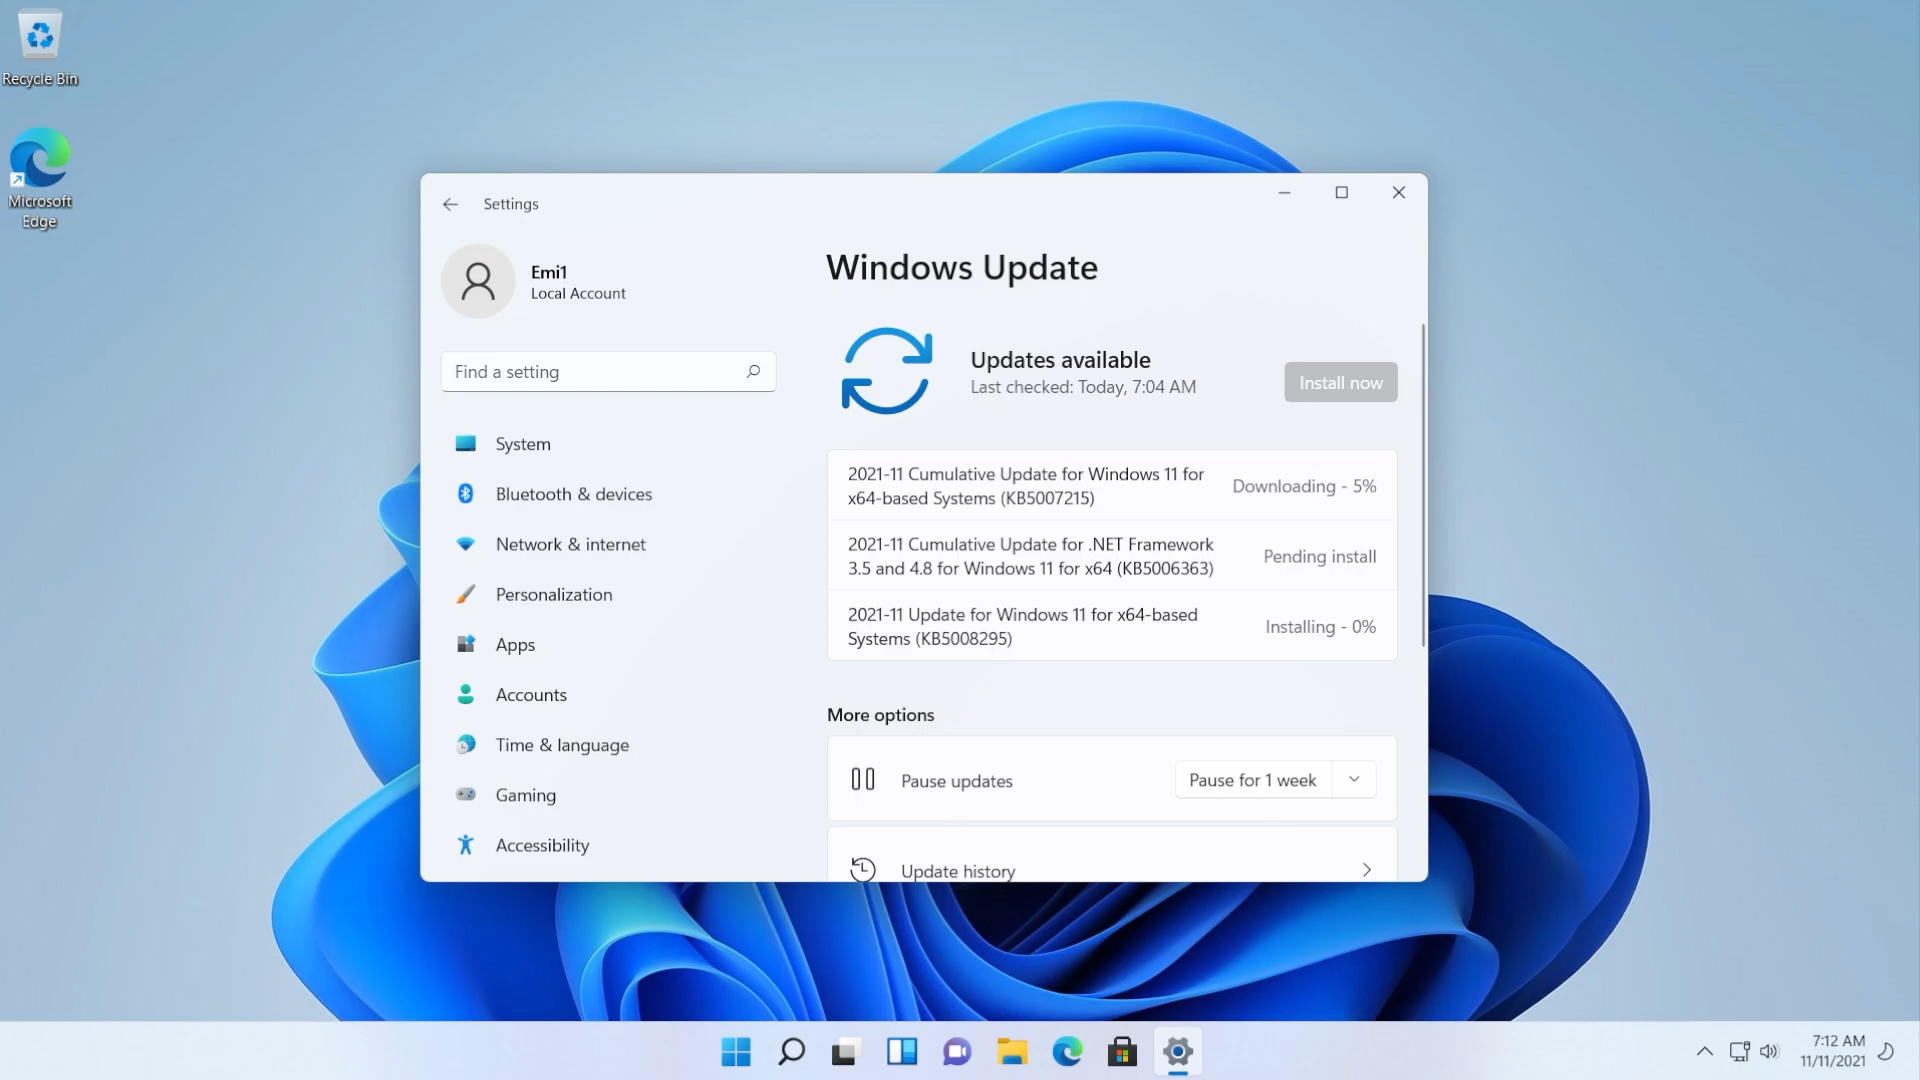 Recycle Bin
Microsoft
Edge
Settings
Emi1
Local Account
Find a setting
System
Bluetooth & devices
Network & internet
Personalization
Apps
Accounts
Time & language
Gaming
Accessibility
Windows Update
Updates available
Last checked: Today, 7:04 AM
Install now
2021-11 Cumulative Update for Windows 11 for
x64-based Systems (KB5007215)
Downloading - 5%
2021-11 Cumulative Update for .NET Framework
3.5 and 4.8 for Windows 11 for x64 (KB5006363)
Pending install
2021-11 Update for Windows 11 for x64-based
Systems (KB5008295)
Installing - 0%
More options
Pause updates
Pause for 1 week
Update history
7:12 AM
11/11/2021